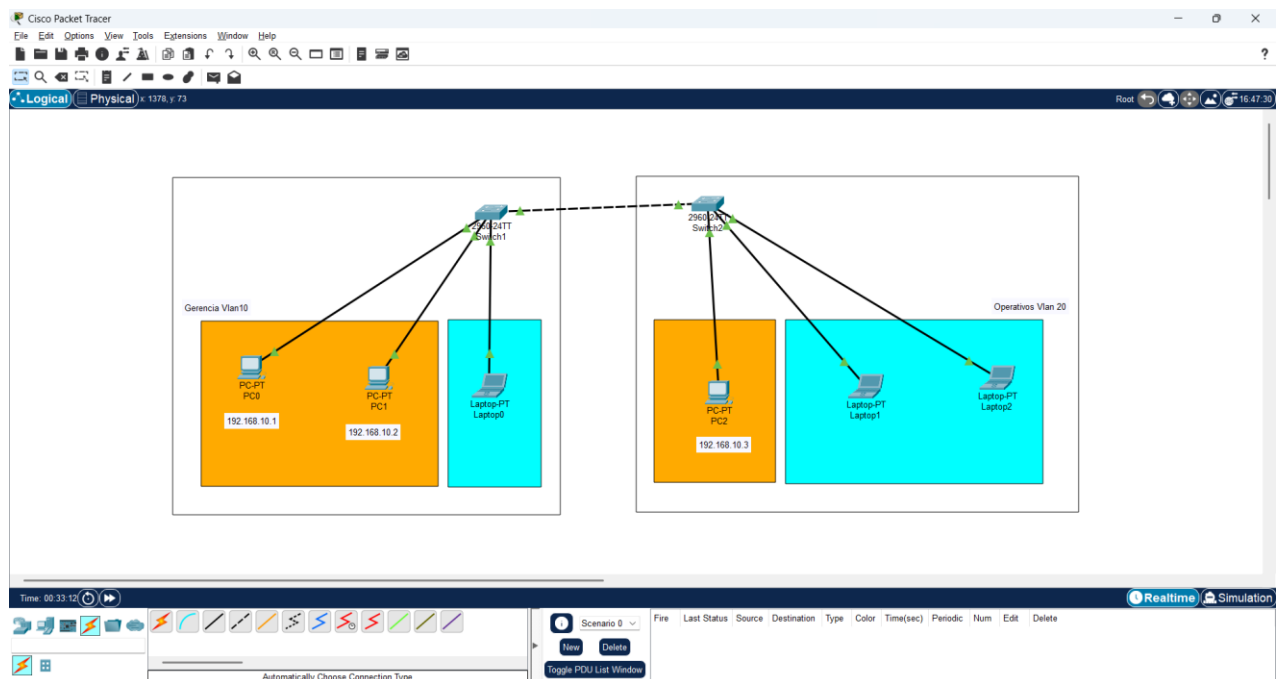 Cisco Packet Tracer
File Edit Options View Tools Extensions Window Help
?
Logical Physical x: 1378, y: 73 Root 16:47:30
2960-24TT
Switch1
2960-24TT
Switch2
Gerencia Vlan10
Operativos Vlan 20
PC-PT
PC0
192.168.10.1
PC-PT
PC1
192.168.10.2
Laptop-PT
Laptop0
PC-PT
PC2
192.168.10.3
Laptop-PT
Laptop1
Laptop-PT
Laptop2
Time: 00:33:12 Realtime Simulation
Scenario 0
New Delete
Toggle PDU List Window
Fire Last Status Source Destination Type Color Time(sec) Periodic Num Edit Delete
Automatically Choose Connection Type